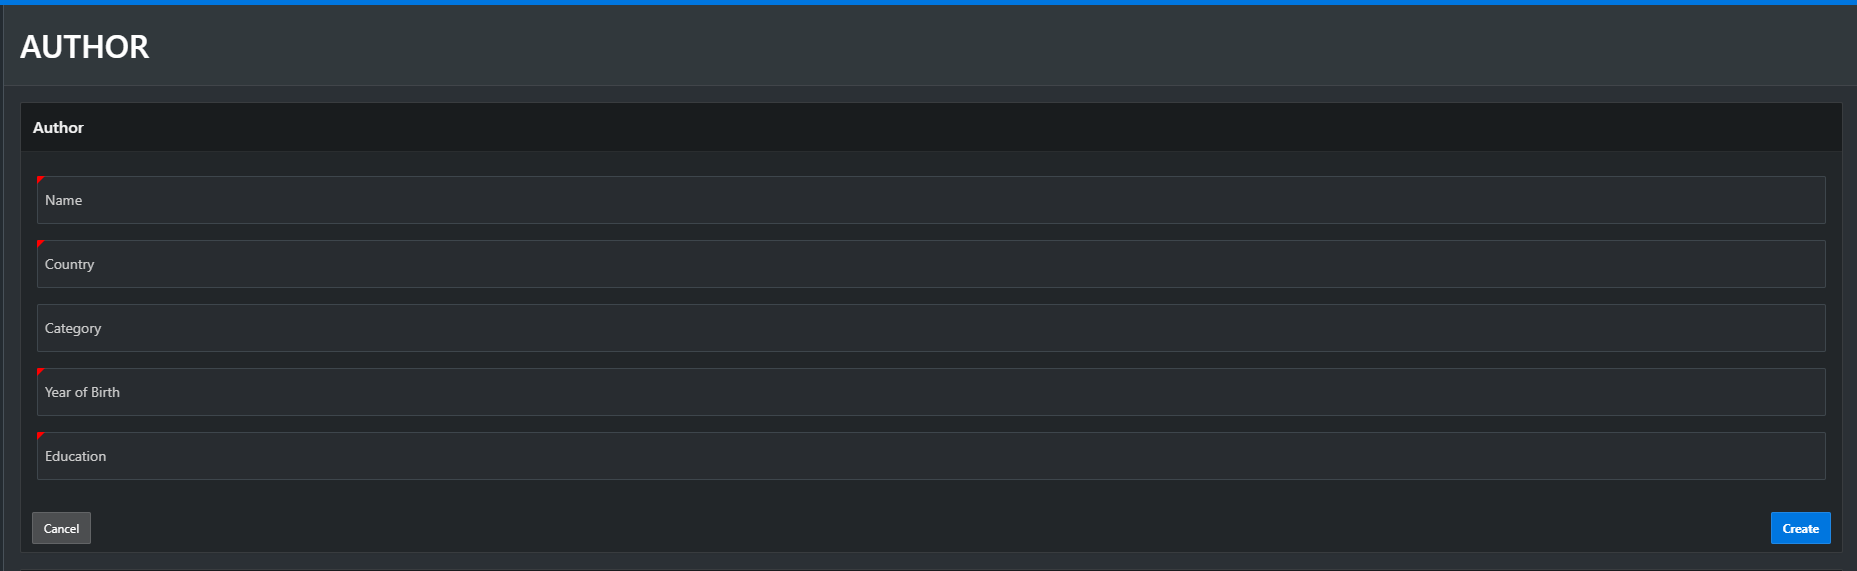 AUTHOR
Author
Name
Country
Category
Year of Birth
Education
Cancel
Create